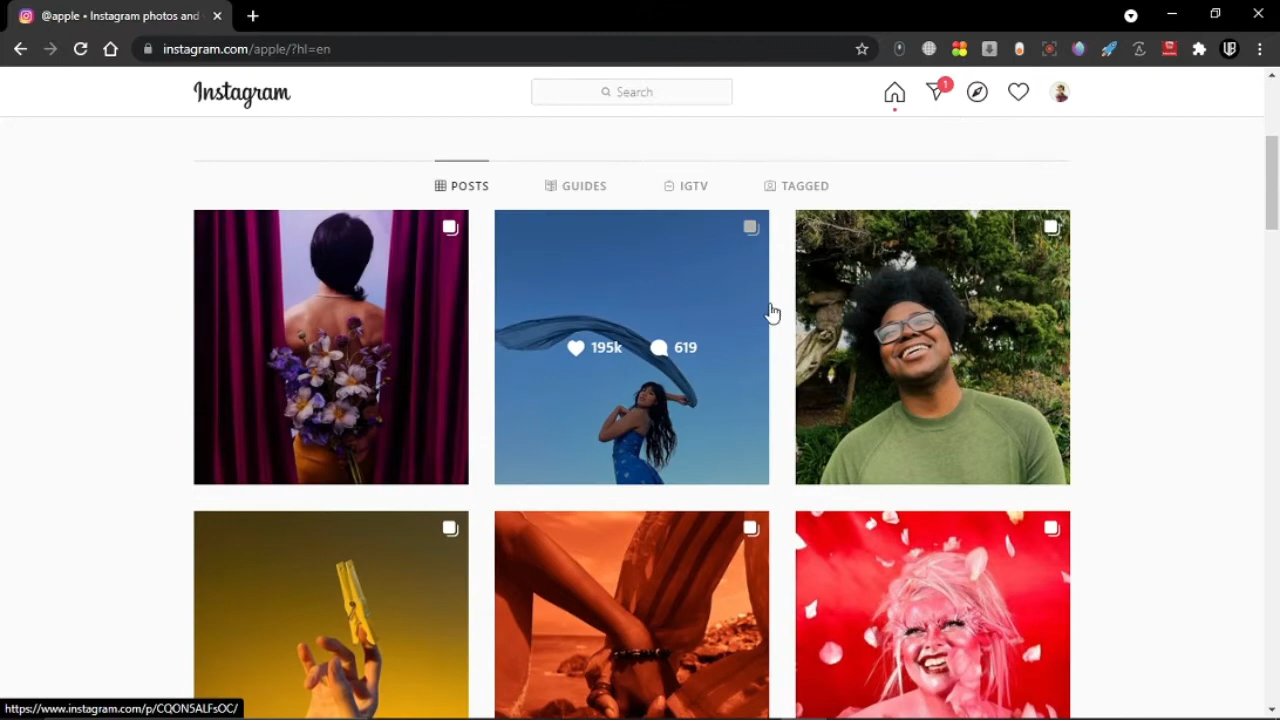 @apple • Instagram photos and
instagram.com/apple/?hl=en
Instagram
Search
1
POSTS
GUIDES
IGTV
TAGGED
195k
619
https://www.instagram.com/p/CQON5ALFsOC/